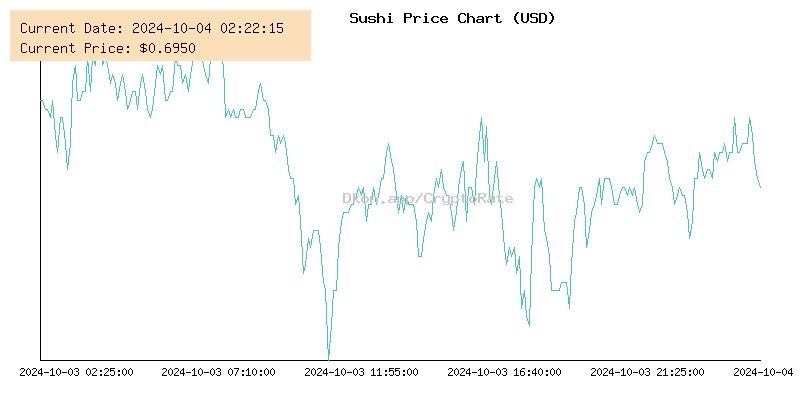 Sushi Price Chart (USD)
Current Date: 2024-10-04 02:22:15
Current Price: $0.6950
Dkon.app/CryptoRate
2024-10-03 02:25:00 2024-10-03 07:10:00 2024-10-03 11:55:00 2024-10-03 16:40:00 2024-10-03 21:25:00 2024-10-04